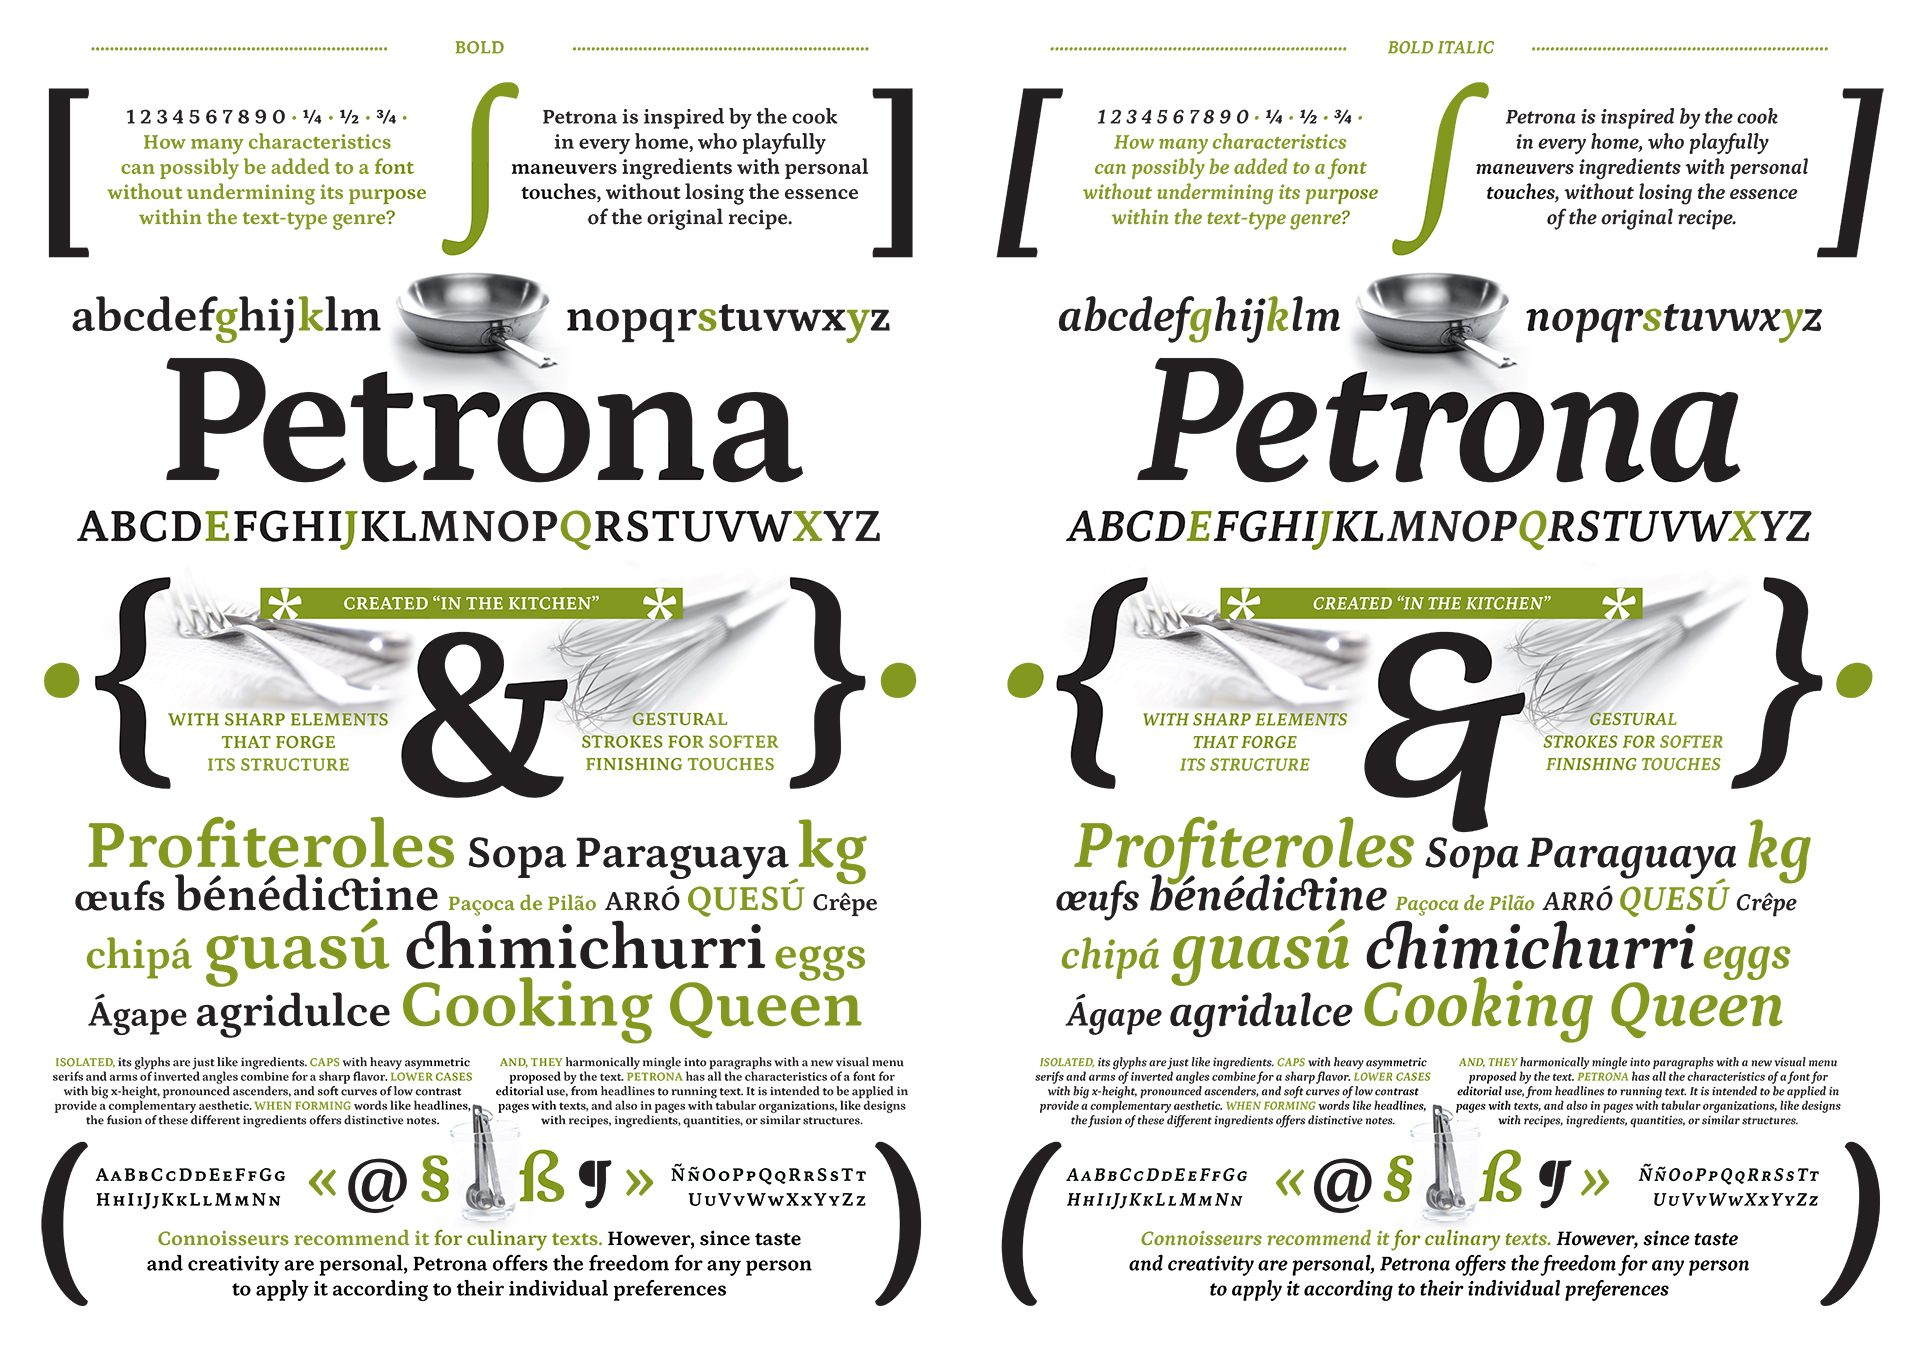 BOLD
1 2 3 4 5 6 7 8 9 0 · ¼ · ½ · ¾ ·
How many characteristics
can possibly be added to a font
without undermining its purpose
within the text-type genre?
[ ∫ ]
Petrona is inspired by the cook
in every home, who playfully
maneuvers ingredients with personal
touches, without losing the essence
of the original recipe.
abcdefghijklm nopqrstuvwxyz
Petrona
ABCDEFGHIJKLMNOPQRSTUVWXYZ
* CREATED “IN THE KITCHEN” *
· { & } ·
WITH SHARP ELEMENTS
THAT FORGE
ITS STRUCTURE
GESTURAL
STROKES FOR SOFTER
FINISHING TOUCHES
Profiteroles Sopa Paraguaya kg
œufs bénédictine Paçoca de Pilão ARRÓ QUESÚ Crêpe
chipá guasú chimichurri eggs
Ágape agridulce Cooking Queen
ISOLATED, its glyphs are just like ingredients. CAPS with heavy asymmetric
serifs and arms of inverted angles combine for a sharp flavor. LOWER CASES
with big x-height, pronounced ascenders, and soft curves of low contrast
provide a complementary aesthetic. WHEN FORMING words like headlines,
the fusion of these different ingredients offers distinctive notes.
AND, THEY harmonically mingle into paragraphs with a new visual menu
proposed by the text. PETRONA has all the characteristics of a font for
editorial use, from headlines to running text. It is intended to be applied in
pages with texts, and also in pages with tabular organizations, like designs
with recipes, ingredients, quantities, or similar structures.
( )
AaBbCcDdEeFfGg
HhIiJjKkLlMmNn
« @ § ß ¶ »
ÑñOoPpQqRrSsTt
UuVvWwXxYyZz
Connoisseurs recommend it for culinary texts. However, since taste
and creativity are personal, Petrona offers the freedom for any person
to apply it according to their individual preferences
BOLD ITALIC
1 2 3 4 5 6 7 8 9 0 · ¼ · ½ · ¾ ·
How many characteristics
can possibly be added to a font
without undermining its purpose
within the text-type genre?
[ ∫ ]
Petrona is inspired by the cook
in every home, who playfully
maneuvers ingredients with personal
touches, without losing the essence
of the original recipe.
abcdefghijklm nopqrstuvwxyz
Petrona
ABCDEFGHIJKLMNOPQRSTUVWXYZ
* CREATED “IN THE KITCHEN” *
· { & } ·
WITH SHARP ELEMENTS
THAT FORGE
ITS STRUCTURE
GESTURAL
STROKES FOR SOFTER
FINISHING TOUCHES
Profiteroles Sopa Paraguaya kg
œufs bénédictine Paçoca de Pilão ARRÓ QUESÚ Crêpe
chipá guasú chimichurri eggs
Ágape agridulce Cooking Queen
ISOLATED, its glyphs are just like ingredients. CAPS with heavy asymmetric
serifs and arms of inverted angles combine for a sharp flavor. LOWER CASES
with big x-height, pronounced ascenders, and soft curves of low contrast
provide a complementary aesthetic. WHEN FORMING words like headlines,
the fusion of these different ingredients offers distinctive notes.
AND, THEY harmonically mingle into paragraphs with a new visual menu
proposed by the text. PETRONA has all the characteristics of a font for
editorial use, from headlines to running text. It is intended to be applied in
pages with texts, and also in pages with tabular organizations, like designs
with recipes, ingredients, quantities, or similar structures.
( )
AaBbCcDdEeFfGg
HhIiJjKkLlMmNn
« @ § ß ¶ »
ÑñOoPpQqRrSsTt
UuVvWwXxYyZz
Connoisseurs recommend it for culinary texts. However, since taste
and creativity are personal, Petrona offers the freedom for any person
to apply it according to their individual preferences